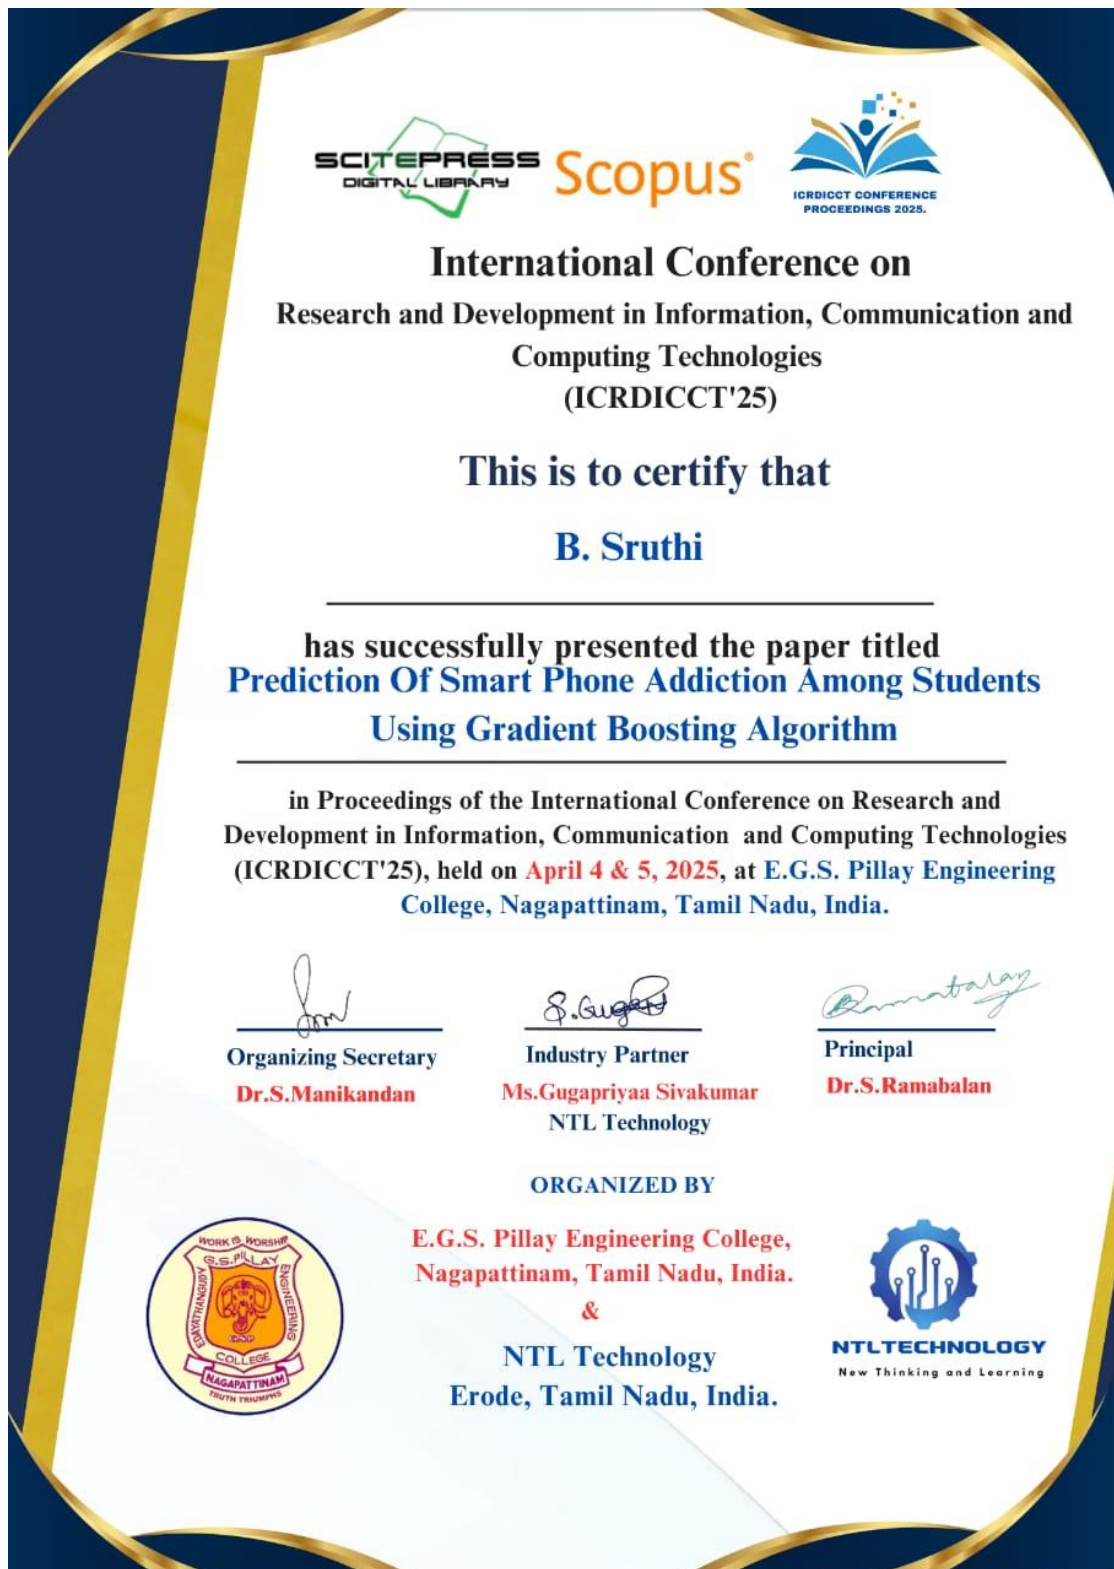 SCITEPRESS
DIGITAL LIBRARY
Scopus®
ICRDICCT CONFERENCE
PROCEEDINGS 2025.
International Conference on
Research and Development in Information, Communication and
Computing Technologies
(ICRDICCT'25)
This is to certify that
B. Sruthi
has successfully presented the paper titled
Prediction Of Smart Phone Addiction Among Students
Using Gradient Boosting Algorithm
in Proceedings of the International Conference on Research and
Development in Information, Communication and Computing Technologies
(ICRDICCT'25), held on April 4 & 5, 2025, at E.G.S. Pillay Engineering
College, Nagapattinam, Tamil Nadu, India.
S.Gugan
Ramabalan
Organizing Secretary
Dr.S.Manikandan
Industry Partner
Ms.Gugapriyaa Sivakumar
NTL Technology
Principal
Dr.S.Ramabalan
ORGANIZED BY
E.G.S. Pillay Engineering College,
Nagapattinam, Tamil Nadu, India.
&
NTL Technology
Erode, Tamil Nadu, India.
WORK IS WORSHIP
G.S.PILLAY
EDAYATHANGUDY
ENGINEERING
COLLEGE
NAGAPATTINAM
TRUTH TRIUMPHS
NTLTECHNOLOGY
New Thinking and Learning